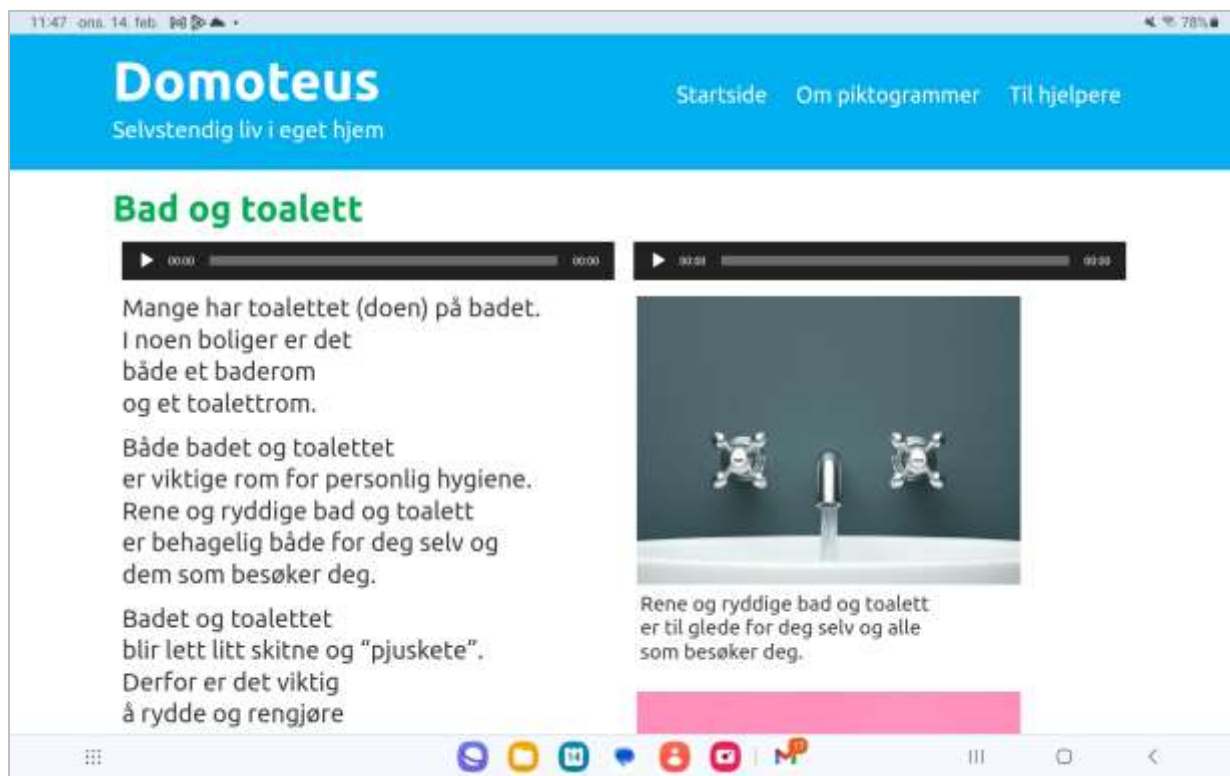 11:47 ons. 14. feb.
78%
Domoteus
Selvstendig liv i eget hjem
Startside Om piktogrammer Til hjelpere
Bad og toalett
00:00 00:00
00:00 00:00
Mange har toalettet (doen) på badet.
I noen boliger er det
både et baderom
og et toalettrom.
Både badet og toalettet
er viktige rom for personlig hygiene.
Rene og ryddige bad og toalett
er behagelig både for deg selv og
dem som besøker deg.
Badet og toalettet
blir lett litt skitne og “pjuskete”.
Derfor er det viktig
å rydde og rengjøre
Rene og ryddige bad og toalett
er til glede for deg selv og alle
som besøker deg.
14